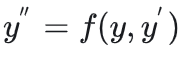 y'' = f(y, y')